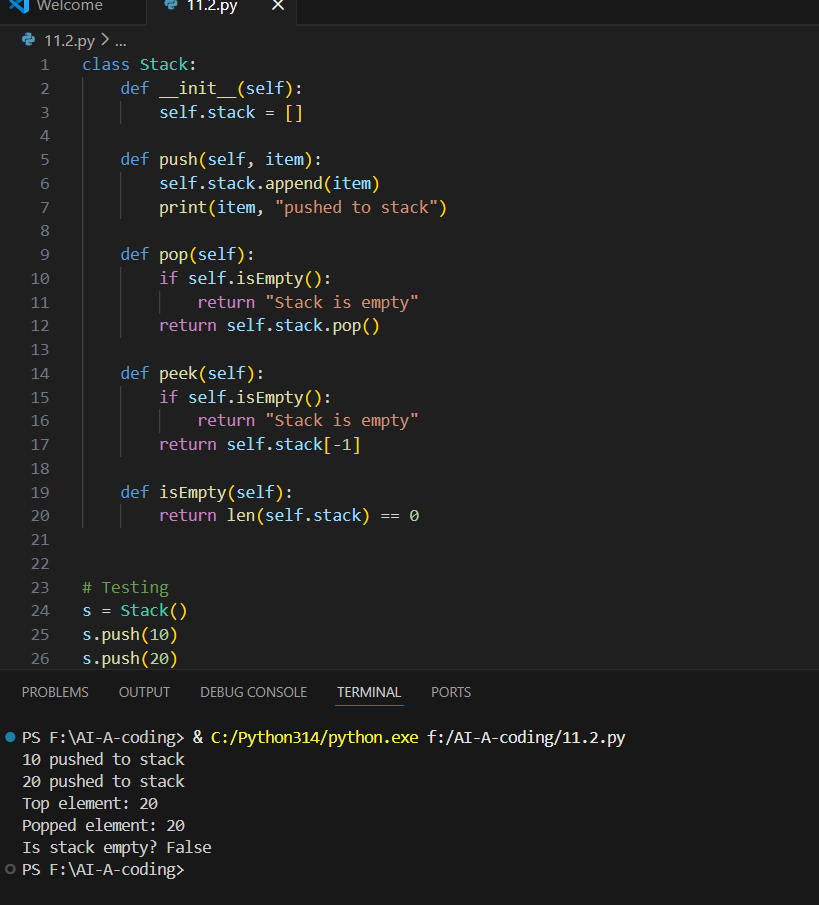 Welcome
11.2.py
11.2.py > ...
1 class Stack:
2     def __init__(self):
3         self.stack = []
4
5     def push(self, item):
6         self.stack.append(item)
7         print(item, "pushed to stack")
8
9     def pop(self):
10         if self.isEmpty():
11             return "Stack is empty"
12         return self.stack.pop()
13
14     def peek(self):
15         if self.isEmpty():
16             return "Stack is empty"
17         return self.stack[-1]
18
19     def isEmpty(self):
20         return len(self.stack) == 0
21
22
23 # Testing
24 s = Stack()
25 s.push(10)
26 s.push(20)
PROBLEMS OUTPUT DEBUG CONSOLE TERMINAL PORTS
PS F:\AI-A-coding> & C:/Python314/python.exe f:/AI-A-coding/11.2.py
10 pushed to stack
20 pushed to stack
Top element: 20
Popped element: 20
Is stack empty? False
PS F:\AI-A-coding>